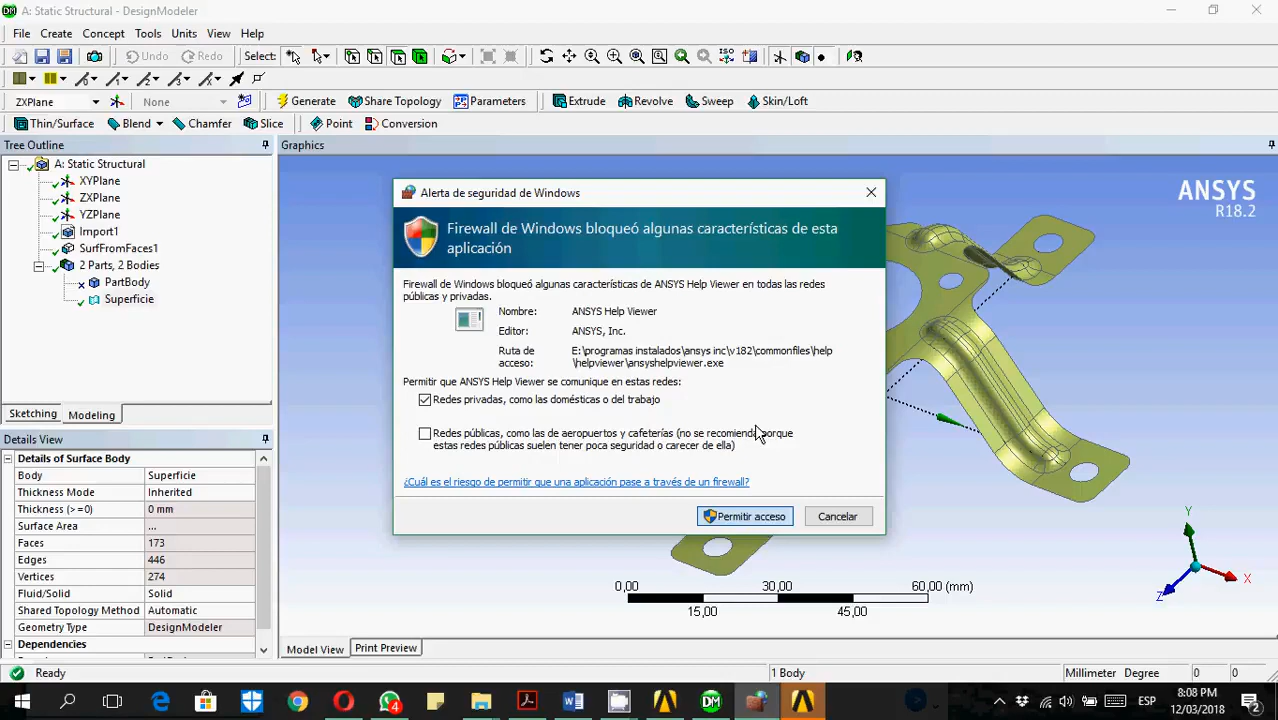 A: Static Structural - DesignModeler
File Create Concept Tools Units View Help
Undo Redo Select:
ZXPlane None Generate Share Topology Parameters Extrude Revolve Sweep Skin/Loft
Thin/Surface Blend Chamfer Slice Point Conversion
Tree Outline
A: Static Structural
XYPlane
ZXPlane
YZPlane
Import1
SurfFromFaces1
2 Parts, 2 Bodies
PartBody
Superficie
Sketching Modeling
Details View
Details of Surface Body
Body Superficie
Thickness Mode Inherited
Thickness (>=0) 0 mm
Surface Area ...
Faces 173
Edges 446
Vertices 274
Fluid/Solid Solid
Shared Topology Method Automatic
Geometry Type DesignModeler
Dependencies
Graphics
ANSYS
R18.2
Alerta de seguridad de Windows
Firewall de Windows bloqueó algunas características de esta
aplicación
Firewall de Windows bloqueó algunas características de ANSYS Help Viewer en todas las redes
públicas y privadas.
Nombre: ANSYS Help Viewer
Editor: ANSYS, Inc.
Ruta de acceso: E:\programas instalados\ansys inc\v182\commonfiles\help
\helpviewer\ansyshelpviewer.exe
Permitir que ANSYS Help Viewer se comunique en estas redes:
Redes privadas, como las domésticas o del trabajo
Redes públicas, como las de aeropuertos y cafeterías (no se recomienda porque
estas redes públicas suelen tener poca seguridad o carecer de ella)
¿Cuál es el riesgo de permitir que una aplicación pase a través de un firewall?
Permitir acceso Cancelar
0,00 30,00 60,00 (mm)
15,00 45,00
Y
X
Z
Model View Print Preview
Ready 1 Body Millimeter Degree 0 0
4
DM
ESP
8:08 PM
12/03/2018
2